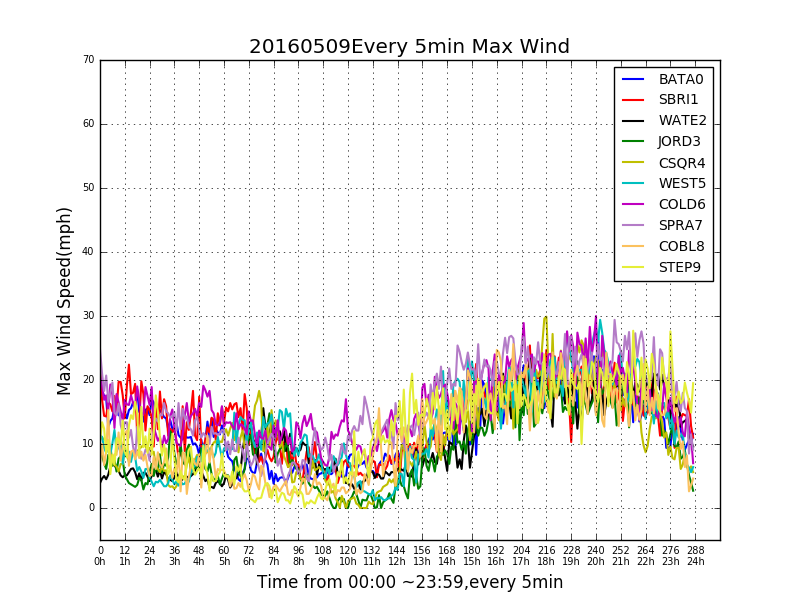 20160509Every 5min Max Wind
Max Wind Speed(mph)
70
60
50
40
30
20
10
0
BATA0
SBRI1
WATE2
JORD3
CSQR4
WEST5
COLD6
SPRA7
COBL8
STEP9
0 12 24 36 48 60 72 84 96 108 120 132 144 156 168 180 192 204 216 228 240 252 264 276 288
0h 1h 2h 3h 4h 5h 6h 7h 8h 9h 10h 11h 12h 13h 14h 15h 16h 17h 18h 19h 20h 21h 22h 23h 24h
Time from 00:00 ~23:59,every 5min